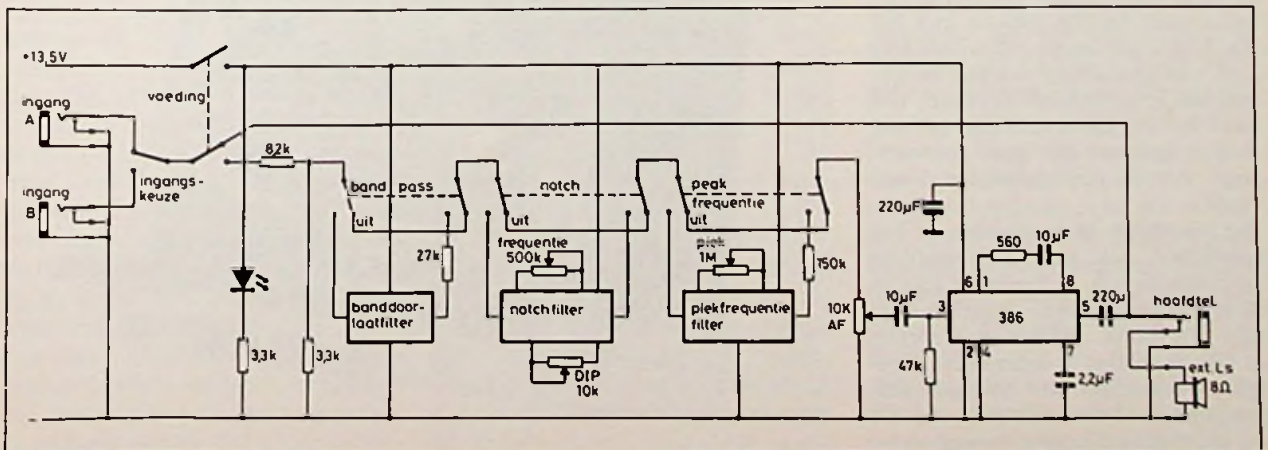 +13,5V
voeding
ingang
A
ingangs-
keuze
ingang
B
8,2k
3,3k
3,3k
band pass
uit
27k
banddoor-
laatfilter
notch
uit
frequentie
500k
notchfilter
DIP
10k
peak
frequentie
uit
piek
1M
150k
piekfrequentie
filter
10K
AF
10µF
47k
220µF
560
10µF
6
1
8
3
386
5
2
4
7
220µ
2,2µF
hoofdtel.
ext.Ls
8Ω